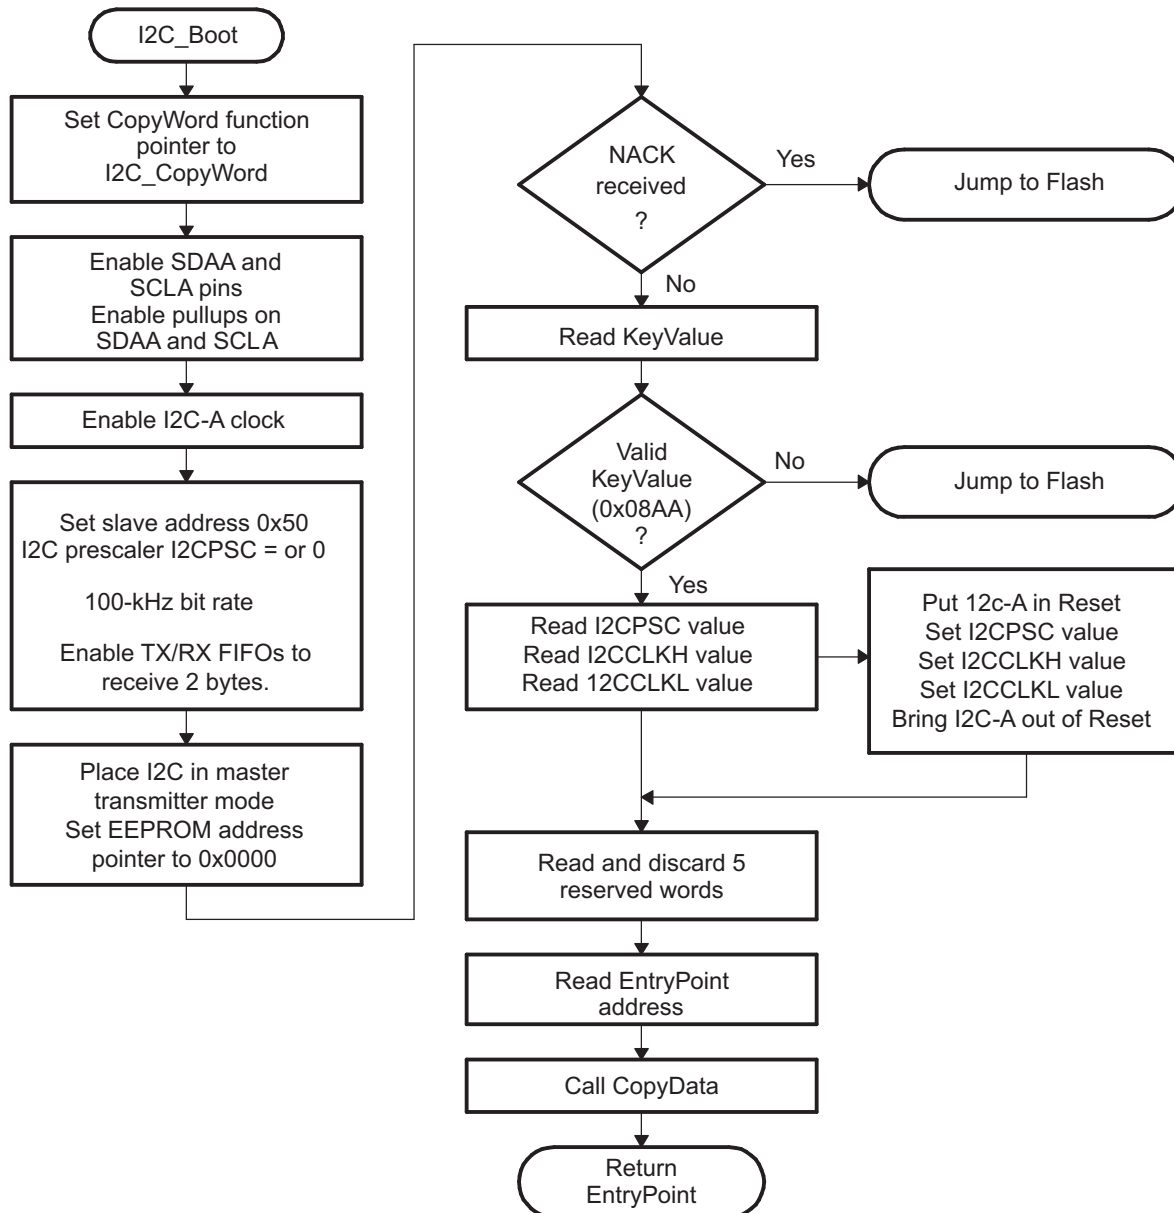 I2C_Boot
Set CopyWord function
pointer to
I2C_CopyWord
Enable SDAA and
SCLA pins
Enable pullups on
SDAA and SCLA
Enable I2C-A clock
Set slave address 0x50
I2C prescaler I2CPSC = or 0
100-kHz bit rate
Enable TX/RX FIFOs to
receive 2 bytes.
Place I2C in master
transmitter mode
Set EEPROM address
pointer to 0x0000
NACK
received
?
Yes
Jump to Flash
No
Read KeyValue
Valid
KeyValue
(0x08AA)
?
No
Jump to Flash
Yes
Read I2CPSC value
Read I2CCLKH value
Read 12CCLKL value
Put 12c-A in Reset
Set I2CPSC value
Set I2CCLKH value
Set I2CCLKL value
Bring I2C-A out of Reset
Read and discard 5
reserved words
Read EntryPoint
address
Call CopyData
Return
EntryPoint